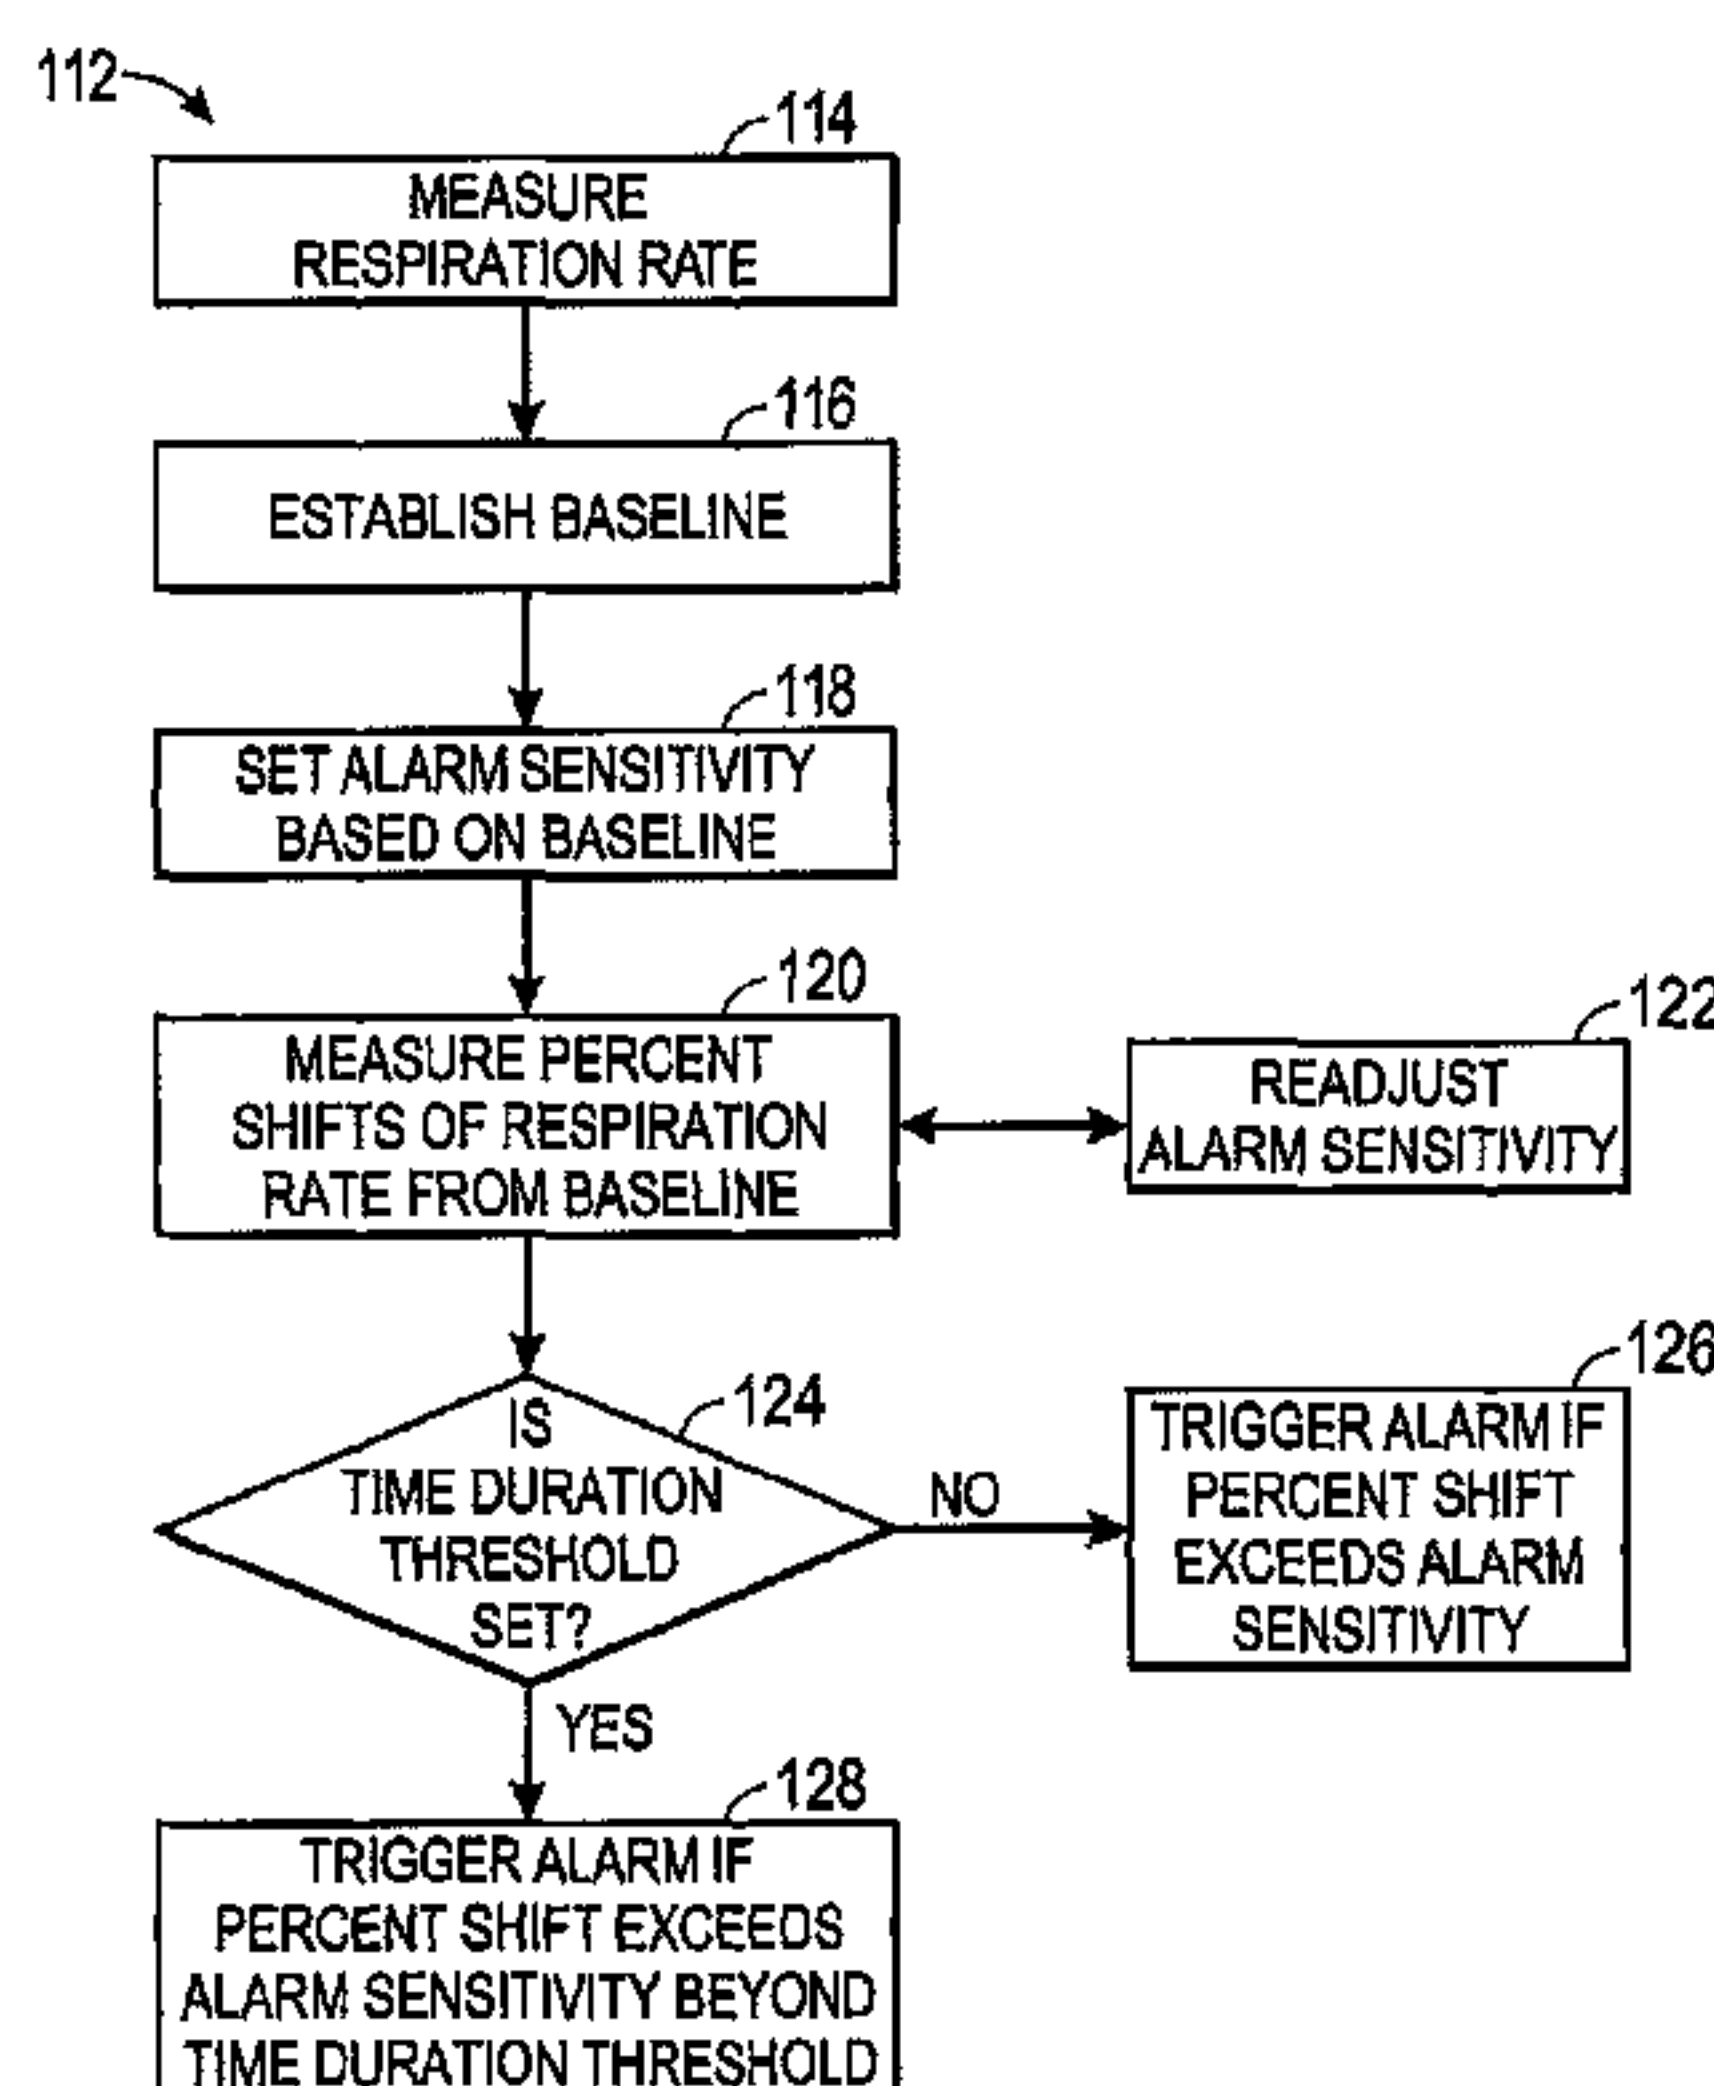 112
114
MEASURE
RESPIRATION RATE
116
ESTABLISH BASELINE
118
SET ALARM SENSITIVITY
BASED ON BASELINE
120
MEASURE PERCENT
SHIFTS OF RESPIRATION
RATE FROM BASELINE
122
READJUST
ALARM SENSITIVITY
124
IS
TIME DURATION
THRESHOLD
SET?
NO
126
TRIGGER ALARM IF
PERCENT SHIFT
EXCEEDS ALARM
SENSITIVITY
YES
128
TRIGGER ALARM IF
PERCENT SHIFT EXCEEDS
ALARM SENSITIVITY BEYOND
TIME DURATION THRESHOLD